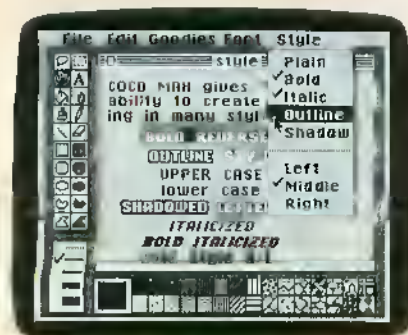 File Edit Goodies Font Style
style
COCO MAX gives
ability to create
ing in many styl
BOLD REVERSE
OUTLINE
UPPER CASE
lower case
SHADOWED LETTE
ITALICIZED
BOLD ITALICIZED
Plain
✓Bold
✓Italic
Outline
✓Shadow
Left
✓Middle
Right